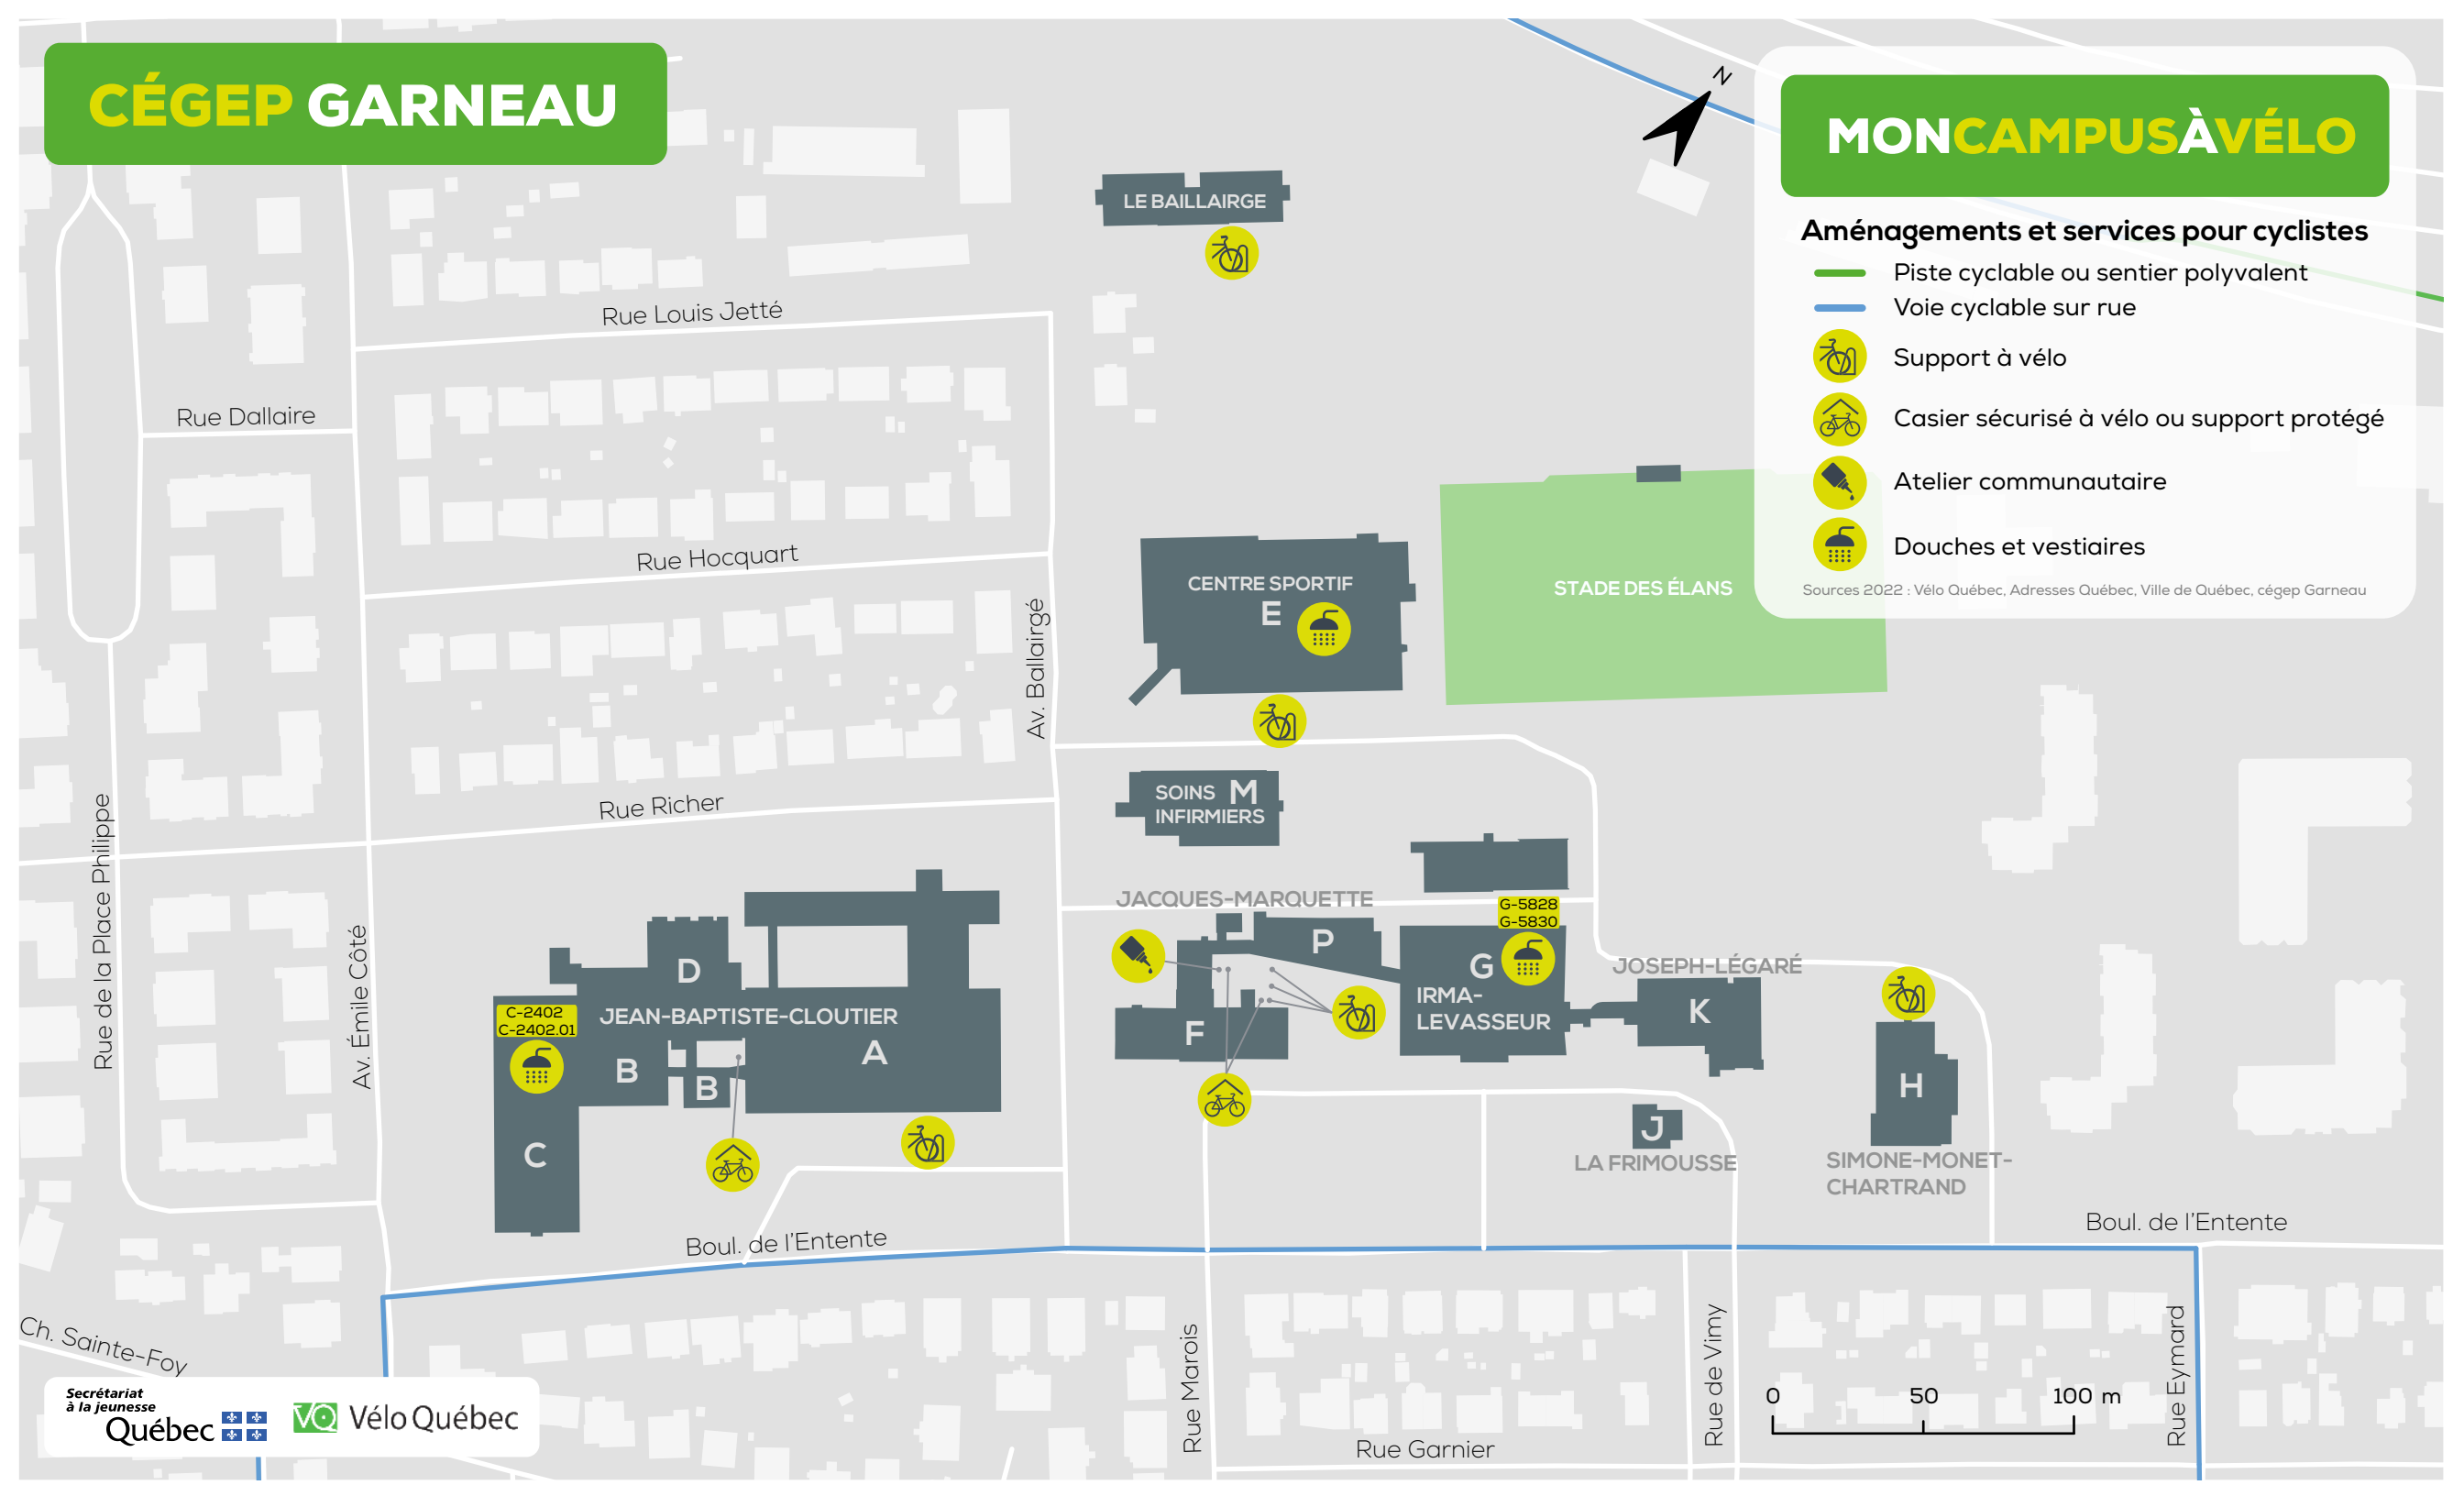 CÉGEP GARNEAU
N
MONCAMPUSÀVÉLO
Aménagements et services pour cyclistes
Piste cyclable ou sentier polyvalent
Voie cyclable sur rue
Support à vélo
Casier sécurisé à vélo ou support protégé
Atelier communautaire
Douches et vestiaires
Sources 2022 : Vélo Québec, Adresses Québec, Ville de Québec, cégep Garneau
LE BAILLAIRGE
Rue Louis Jetté
Rue Dallaire
Rue Hocquart
Av. Ballairgé
CENTRE SPORTIF
E
STADE DES ÉLANS
Rue Richer
SOINS M
INFIRMIERS
Rue de la Place Philippe
Av. Émile Côté
JACQUES-MARQUETTE
P
G-5828
G-5830
G
IRMA-
LEVASSEUR
JOSEPH-LÉGARÉ
K
D
C-2402
C-2402.01
JEAN-BAPTISTE-CLOUTIER
A
B
B
C
F
H
J
LA FRIMOUSSE
SIMONE-MONET-
CHARTRAND
Boul. de l'Entente
Boul. de l'Entente
Ch. Sainte-Foy
Rue Marois
Rue de Vimy
Rue Eymard
Rue Garnier
0 50 100 m
Secrétariat
à la jeunesse
Québec
VQ Vélo Québec